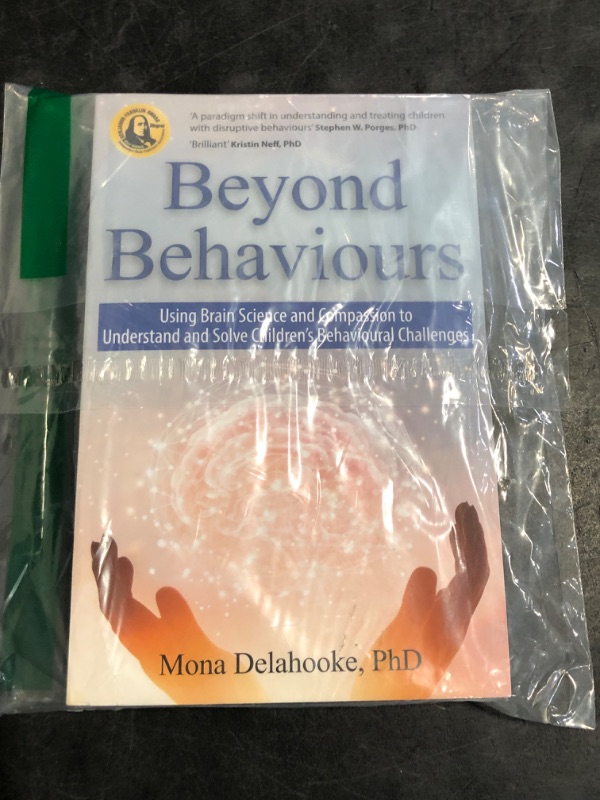 'A paradigm shift in understanding and treating children
with disruptive behaviours' Stephen W. Porges, PhD
'Brilliant' Kristin Neff, PhD
Beyond
Behaviours
Using Brain Science and Compassion to
Understand and Solve Children's Behavioural Challenges
Mona Delahooke, PhD